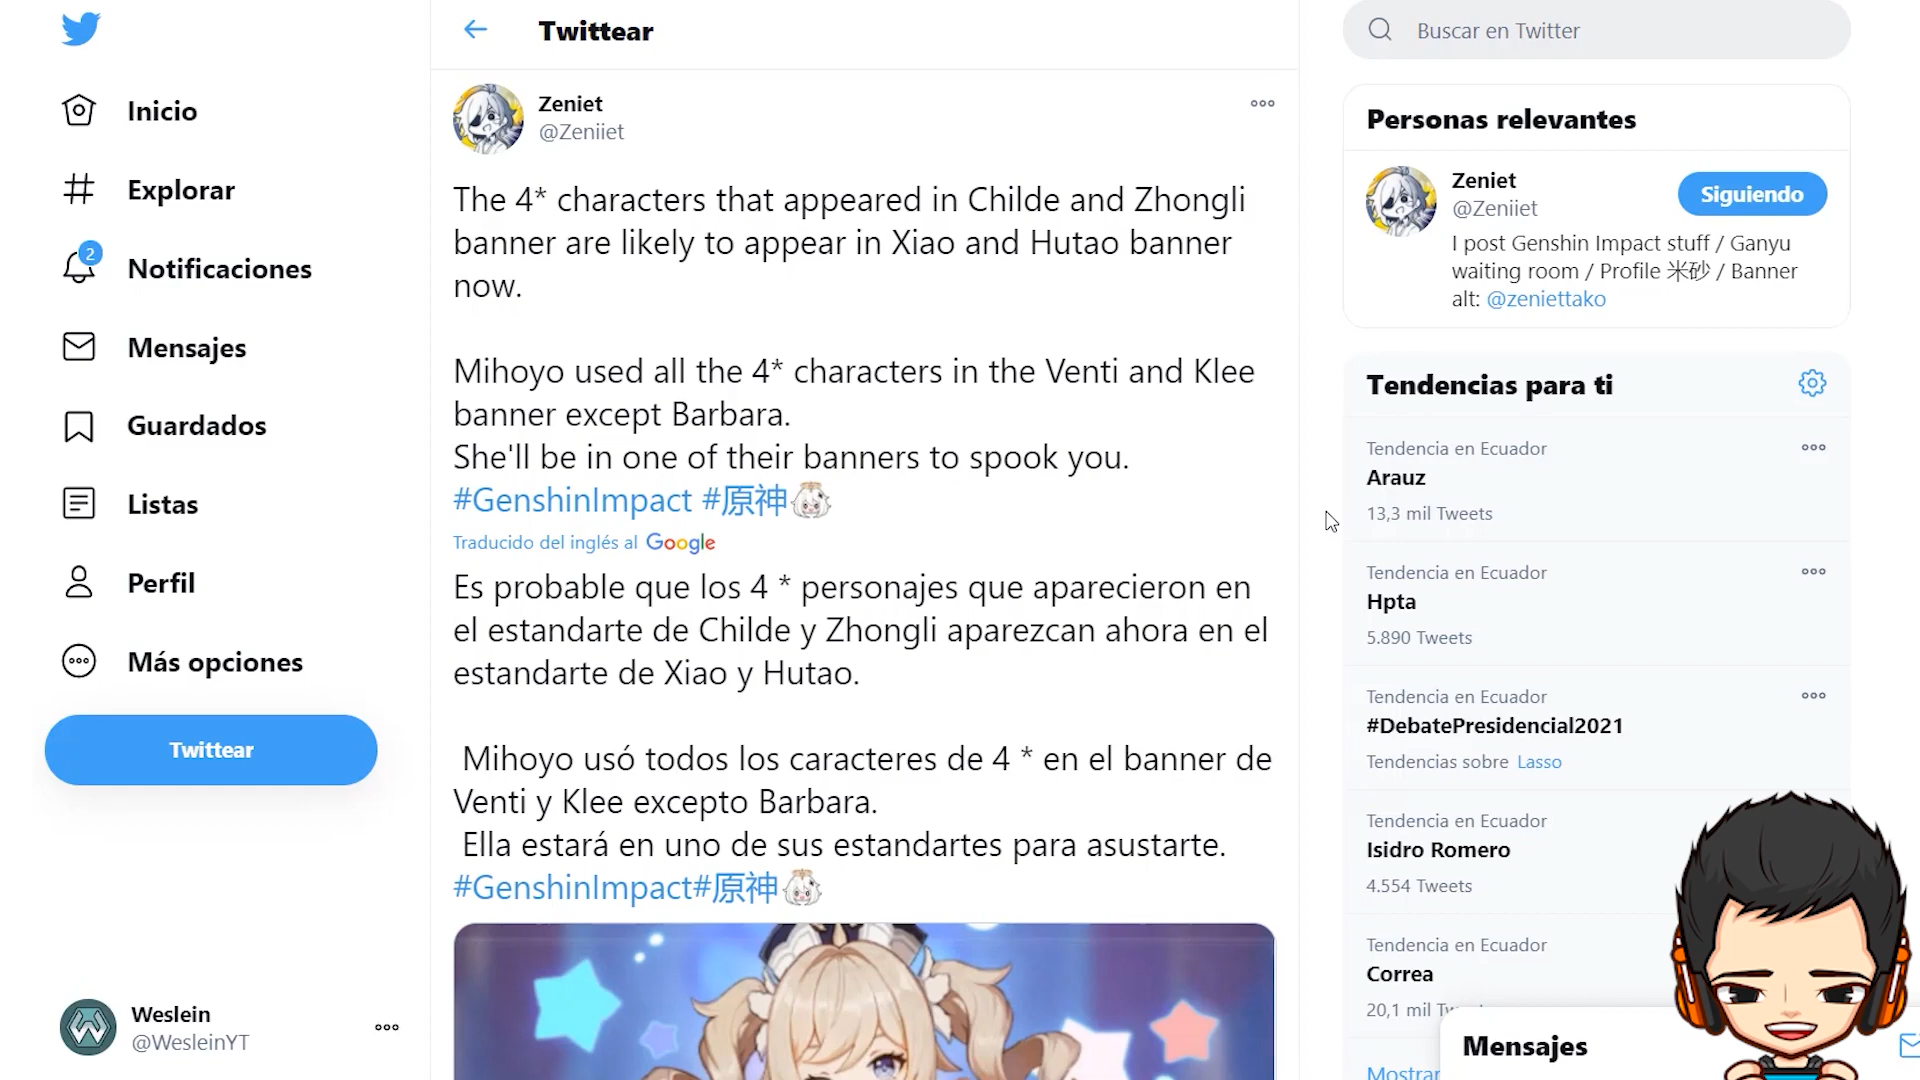 Inicio
Explorar
2
Notificaciones
Mensajes
Guardados
Listas
Perfil
Más opciones
Twittear
Weslein
@WesleinYT
Twittear
Zeniet
@Zeniiet
The 4* characters that appeared in Childe and Zhongli
banner are likely to appear in Xiao and Hutao banner
now.
Mihoyo used all the 4* characters in the Venti and Klee
banner except Barbara.
She'll be in one of their banners to spook you.
#GenshinImpact #原神
Traducido del inglés al Google
Es probable que los 4 * personajes que aparecieron en
el estandarte de Childe y Zhongli aparezcan ahora en el
estandarte de Xiao y Hutao.
Mihoyo usó todos los caracteres de 4 * en el banner de
Venti y Klee excepto Barbara.
Ella estará en uno de sus estandartes para asustarte.
#GenshinImpact#原神
Buscar en Twitter
Personas relevantes
Zeniet
@Zeniiet
Siguiendo
I post Genshin Impact stuff / Ganyu
waiting room / Profile 米砂 / Banner
alt: @zeniettako
Tendencias para ti
Tendencia en Ecuador
Arauz
13,3 mil Tweets
Tendencia en Ecuador
Hpta
5.890 Tweets
Tendencia en Ecuador
#DebatePresidencial2021
Tendencias sobre Lasso
Tendencia en Ecuador
Isidro Romero
4.554 Tweets
Tendencia en Ecuador
Correa
20,1 mil
Mostrar
Mensajes